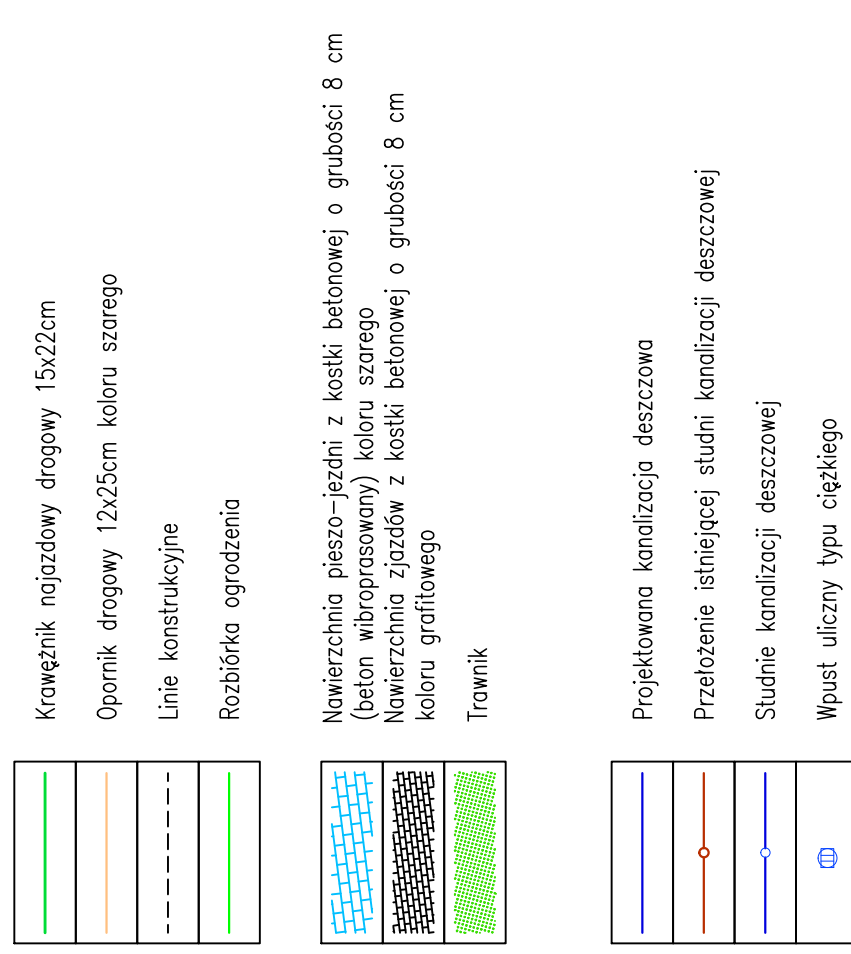 Krawężnik najazdowy drogowy 15x22cm
Opornik drogowy 12x25cm koloru szarego
Linie konstrukcyjne
Rozbiórka ogrodzenia
Nawierzchnia pieszo-jezdni z kostki betonowej o grubości 8 cm
(beton wibroprasowany) koloru szarego
Nawierzchnia zjazdów z kostki betonowej o grubości 8 cm
koloru grafitowego
Trawnik
Projektowana kanalizacja deszczowa
Przełożenie istniejącej studni kanalizacji deszczowej
Studnie kanalizacji deszczowej
Wpust uliczny typu ciężkiego